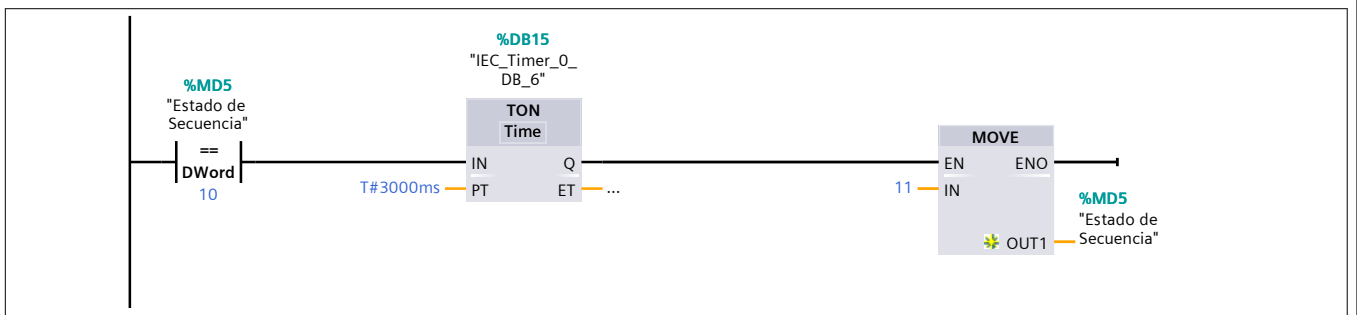 %DB15
"IEC_Timer_0_
DB_6"
%MD5
"Estado de
Secuencia"
==
DWord
10
TON
Time
IN Q
T#3000ms PT ET ...
MOVE
EN ENO
11 IN
OUT1
%MD5
"Estado de
Secuencia"